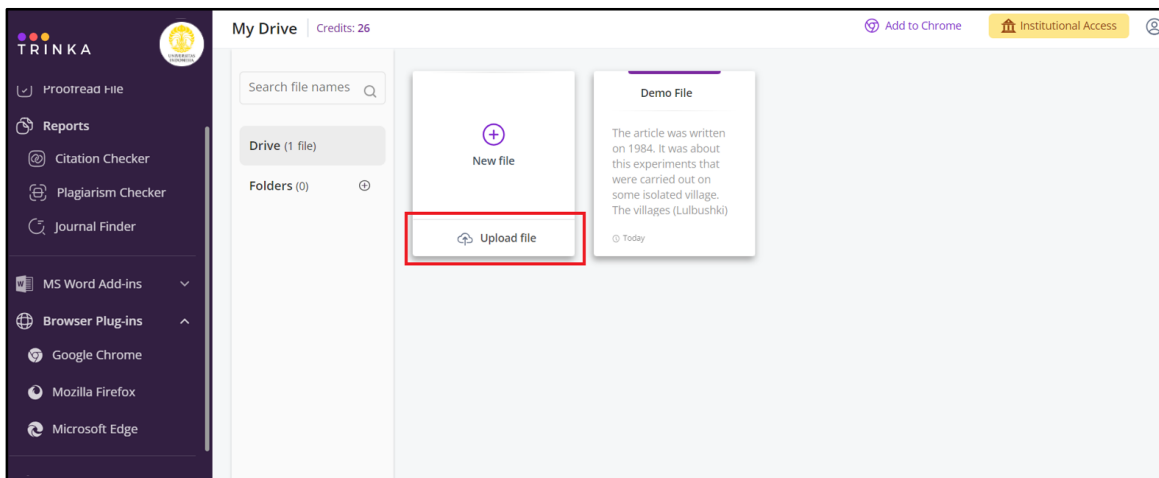 TRINKA
UNIVERSITAS
INDONESIA
Proofread File
Reports
Citation Checker
Plagiarism Checker
Journal Finder
MS Word Add-ins
Browser Plug-ins
Google Chrome
Mozilla Firefox
Microsoft Edge
My Drive
Credits: 26
Add to Chrome
Institutional Access
Search file names
Drive (1 file)
Folders (0)
New file
Upload file
Demo File
The article was written
on 1984. It was about
this experiments that
were carried out on
some isolated village.
The villages (Lulbushki)
Today